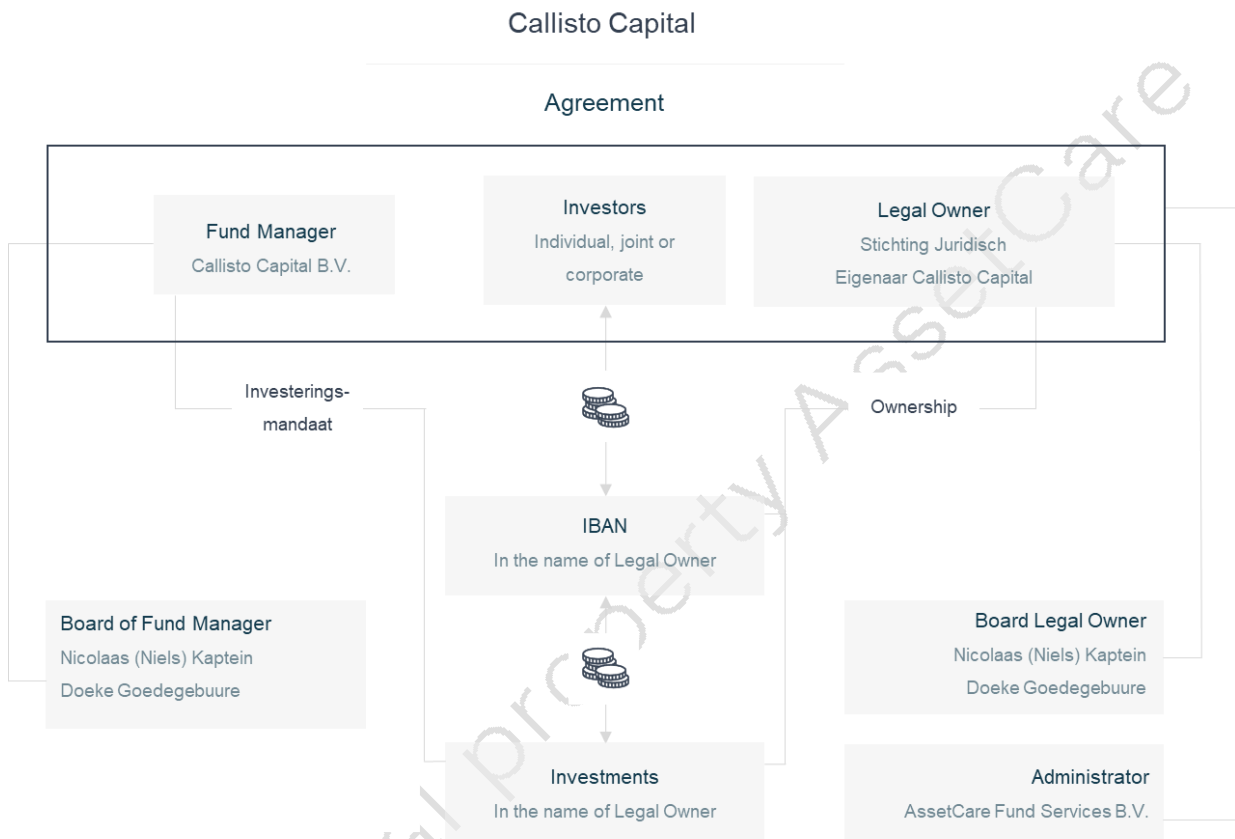 Callisto Capital
Agreement
Fund Manager
Callisto Capital B.V.
Investors
Individual, joint or
corporate
Legal Owner
Stichting Juridisch
Eigenaar Callisto Capital
Investerings-
mandaat
Ownership
IBAN
In the name of Legal Owner
Board of Fund Manager
Nicolaas (Niels) Kaptein
Doeke Goedegebuure
Board Legal Owner
Nicolaas (Niels) Kaptein
Doeke Goedegebuure
Investments
In the name of Legal Owner
Administrator
AssetCare Fund Services B.V.
property AssetCare